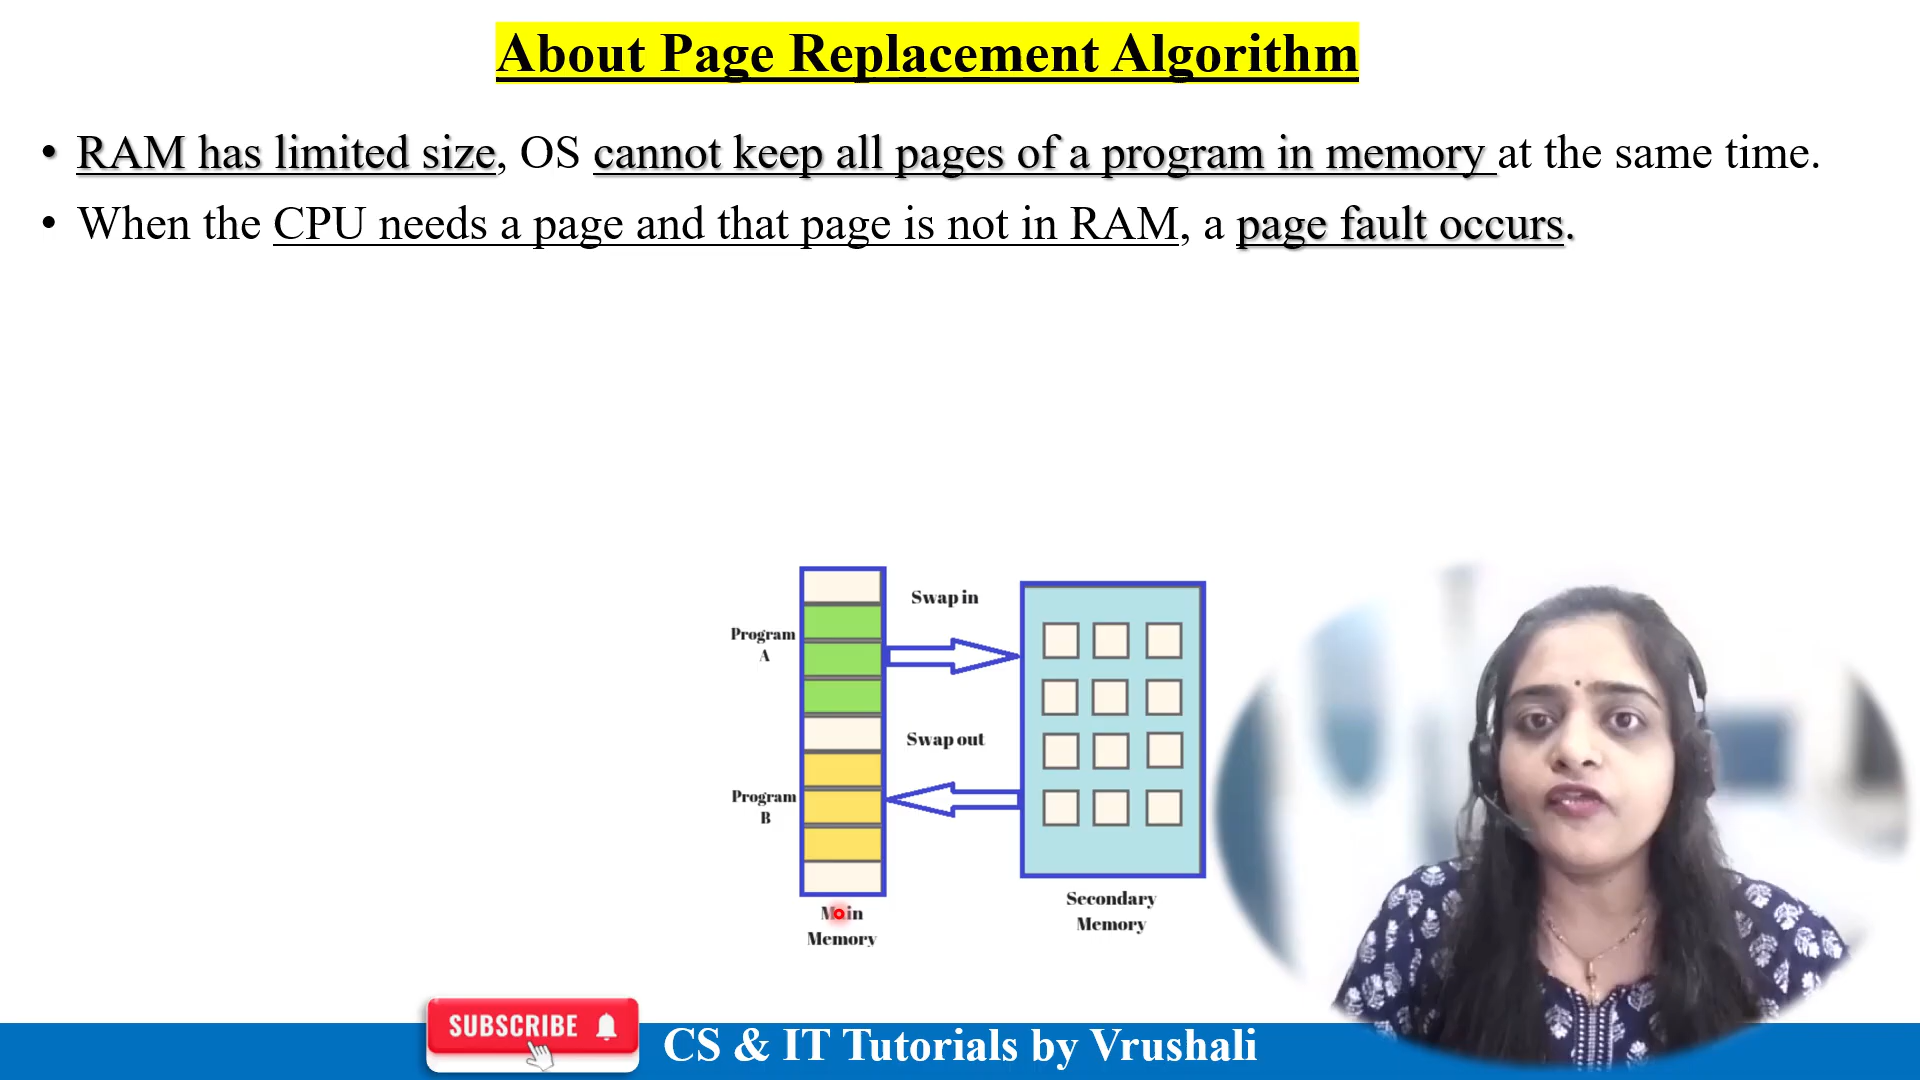 About Page Replacement Algorithm
• RAM has limited size, OS cannot keep all pages of a program in memory at the same time.
• When the CPU needs a page and that page is not in RAM, a page fault occurs.
Swap in
Program
A
Swap out
Program
B
Main
Memory
Secondary
Memory
SUBSCRIBE
CS & IT Tutorials by Vrushali